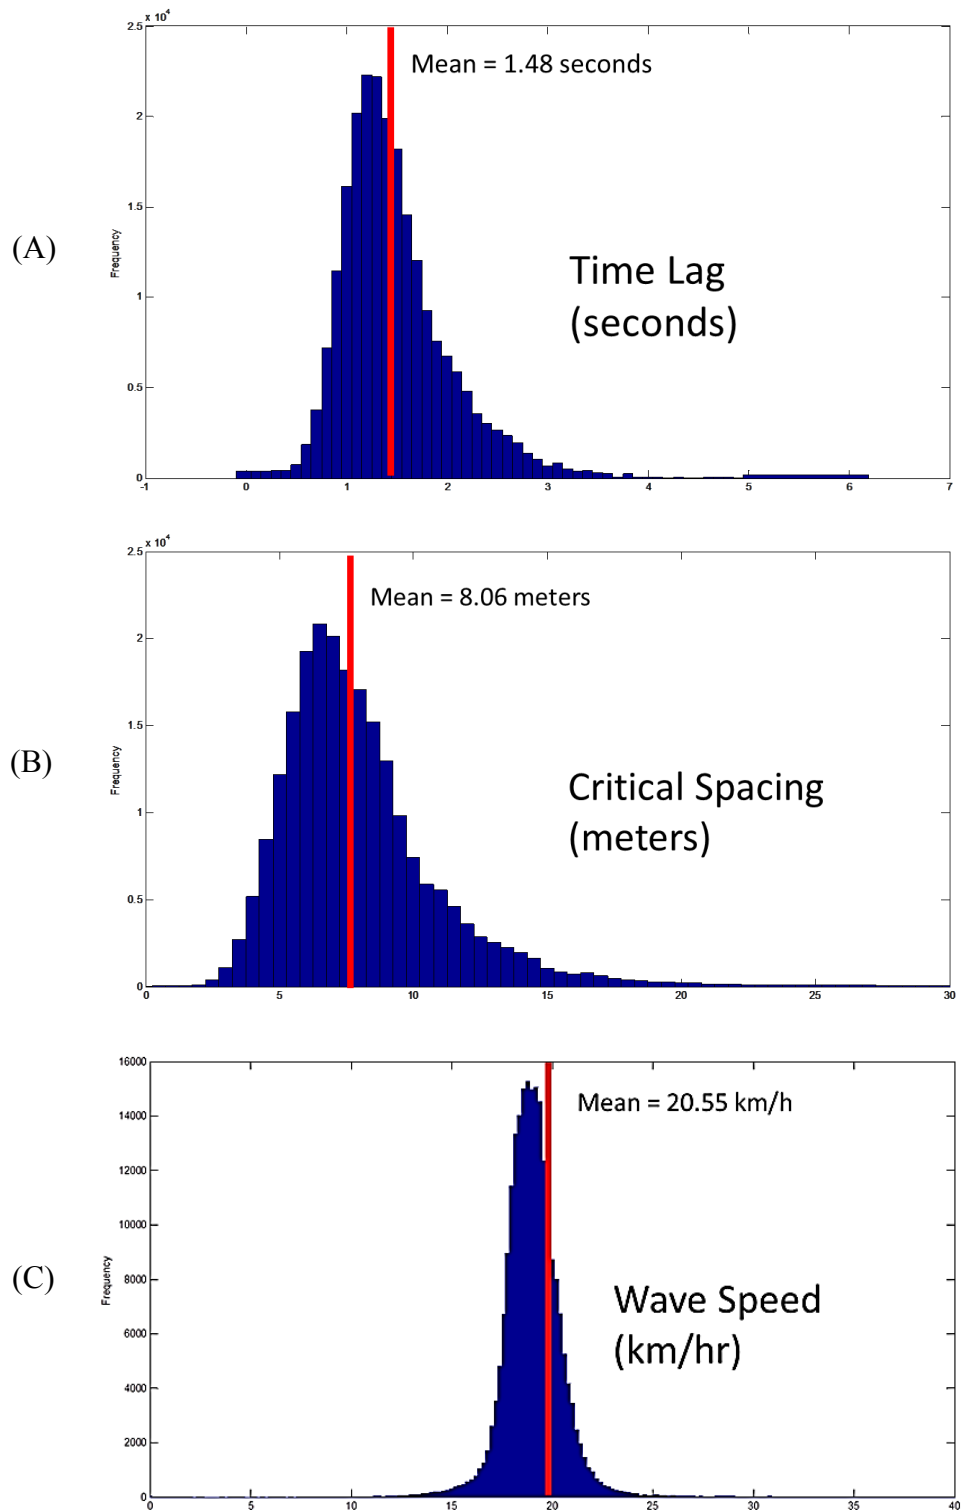 x 10^4
2.5
2
1.5
1
0.5
0
Frequency
(A)
Mean = 1.48 seconds
Time Lag
(seconds)
-1 0 1 2 3 4 5 6 7
x 10^4
2.5
2
1.5
1
0.5
0
Frequency
(B)
Mean = 8.06 meters
Critical Spacing
(meters)
0 5 10 15 20 25 30
16000
14000
12000
10000
8000
6000
4000
2000
0
Frequency
(C)
Mean = 20.55 km/h
Wave Speed
(km/hr)
0 5 10 15 20 25 30 35 40